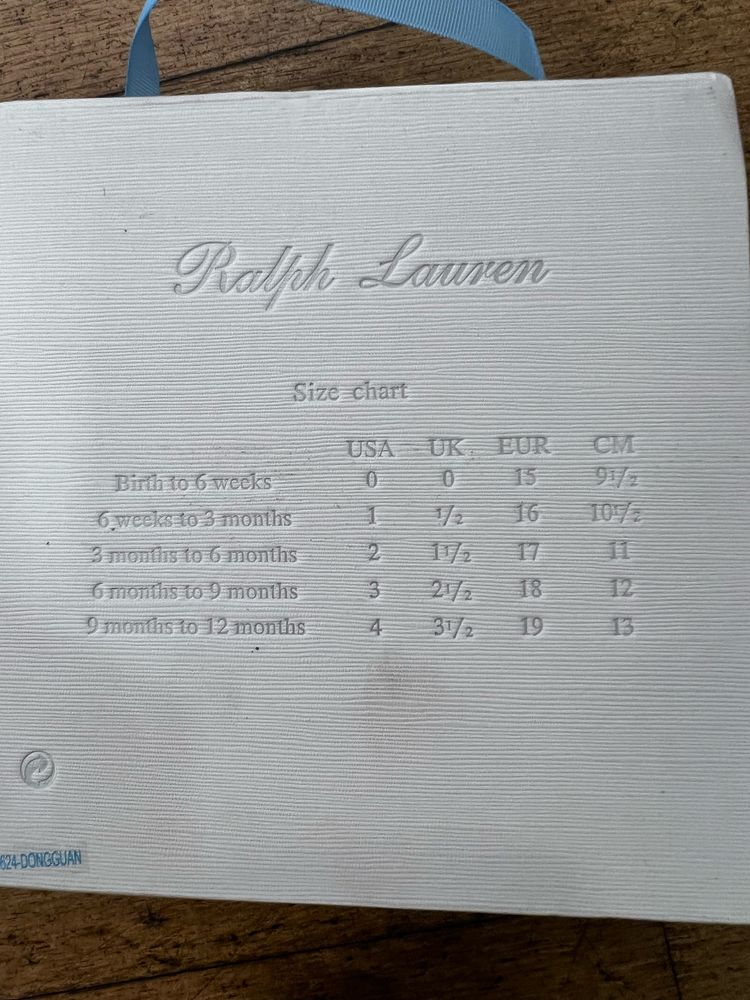 Ralph Lauren
Size chart
USA UK EUR CM
Birth to 6 weeks 0 0 15 9½
6 weeks to 3 months 1 ½ 16 10½
3 months to 6 months 2 1½ 17 11
6 months to 9 months 3 2½ 18 12
9 months to 12 months 4 3½ 19 13
624-DONGGUAN